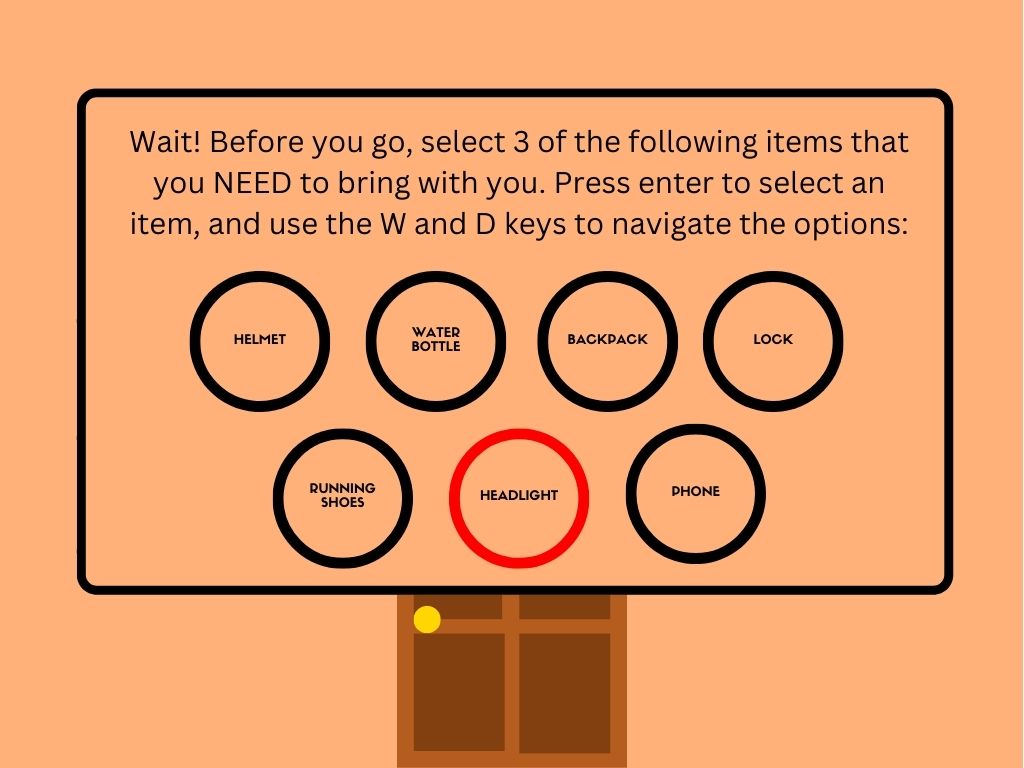 Wait! Before you go, select 3 of the following items that
you NEED to bring with you. Press enter to select an
item, and use the W and D keys to navigate the options:
HELMET
WATER
BOTTLE
BACKPACK
LOCK
RUNNING
SHOES
HEADLIGHT
PHONE